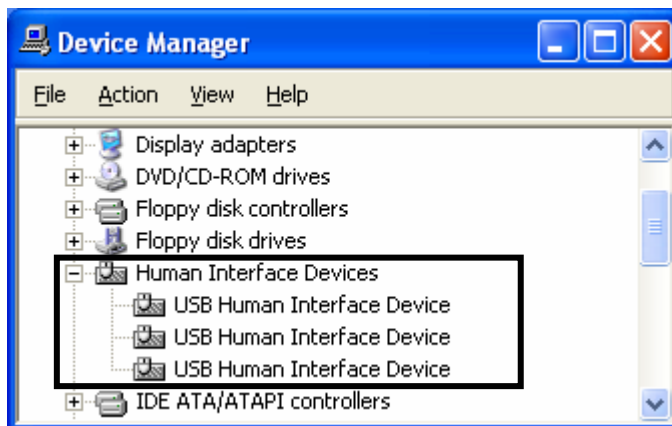 Device Manager
File Action View Help
Display adapters
DVD/CD-ROM drives
Floppy disk controllers
Floppy disk drives
Human Interface Devices
USB Human Interface Device
USB Human Interface Device
USB Human Interface Device
IDE ATA/ATAPI controllers